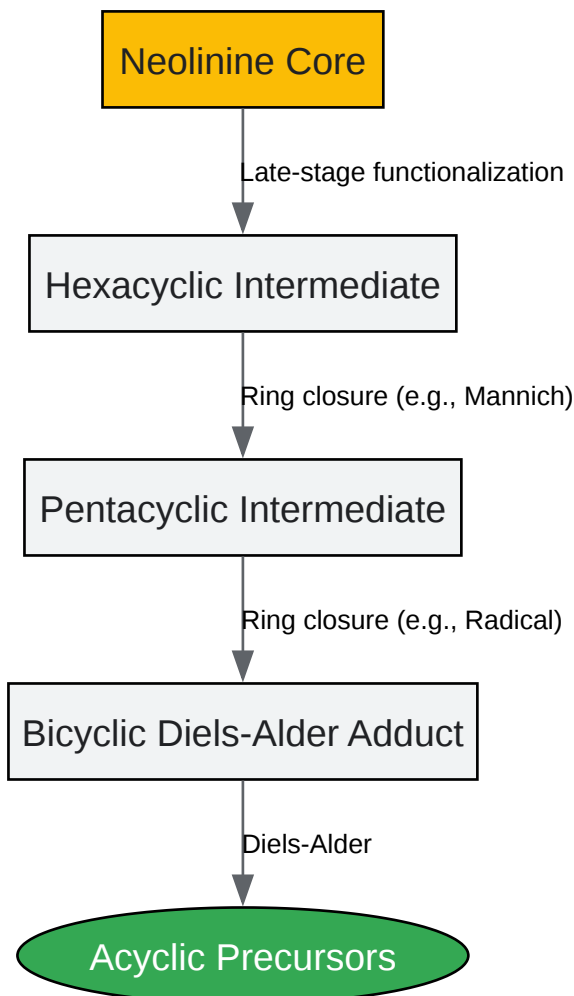 Neolinine Core
Late-stage functionalization
Hexacyclic Intermediate
Ring closure (e.g., Mannich)
Pentacyclic Intermediate
Ring closure (e.g., Radical)
Bicyclic Diels-Alder Adduct
Diels-Alder
Acyclic Precursors